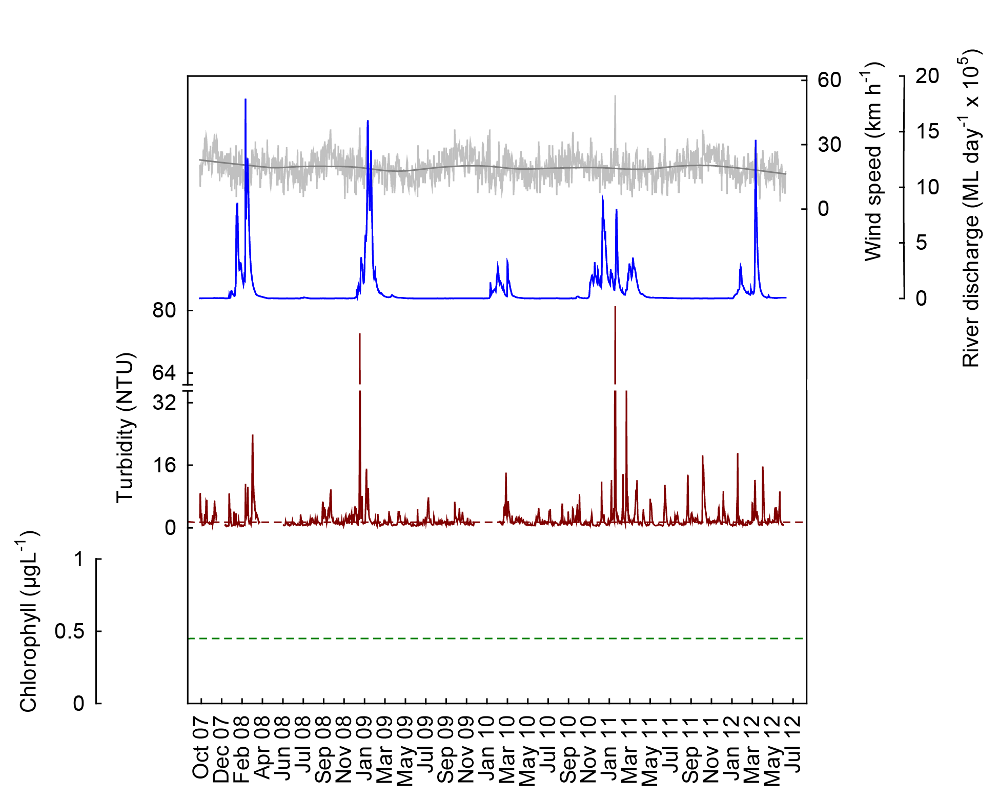 60
30
0
Wind speed (km h⁻¹)
20
15
10
5
0
River discharge (ML day⁻¹ x 10⁵)
80
64
32
16
0
Turbidity (NTU)
1
0.5
0
Chlorophyll (µgL⁻¹)
Oct 07
Dec 07
Feb 08
Apr 08
Jun 08
Jul 08
Sep 08
Nov 08
Jan 09
Mar 09
May 09
Jul 09
Sep 09
Nov 09
Jan 10
Mar 10
May 10
Jul 10
Sep 10
Nov 10
Jan 11
Mar 11
May 11
Jul 11
Sep 11
Nov 11
Jan 12
Mar 12
May 12
Jul 12